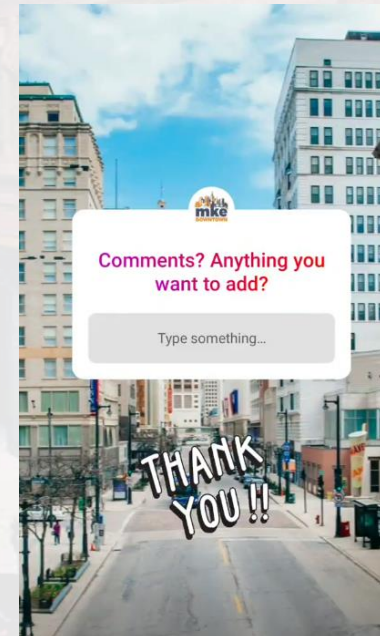 mke
DOWNTOWN
Comments? Anything you
want to add?
Type something...
THANK
YOU !!